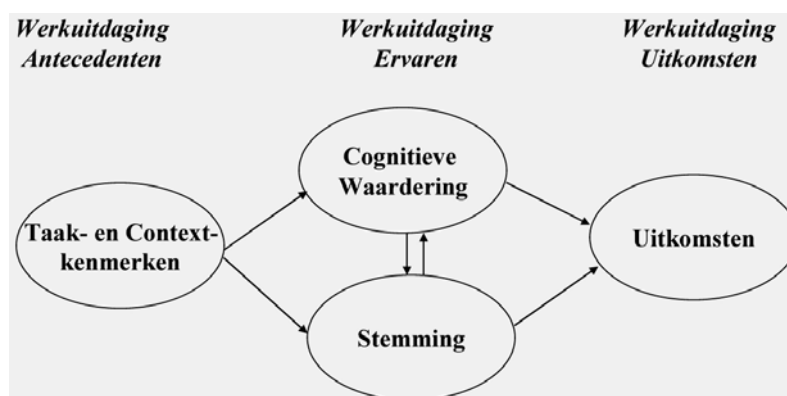 Werkuitdaging
Antecedenten
Werkuitdaging
Ervaren
Werkuitdaging
Uitkomsten
Cognitieve
Waardering
Taak- en Context-
kenmerken
Uitkomsten
Stemming